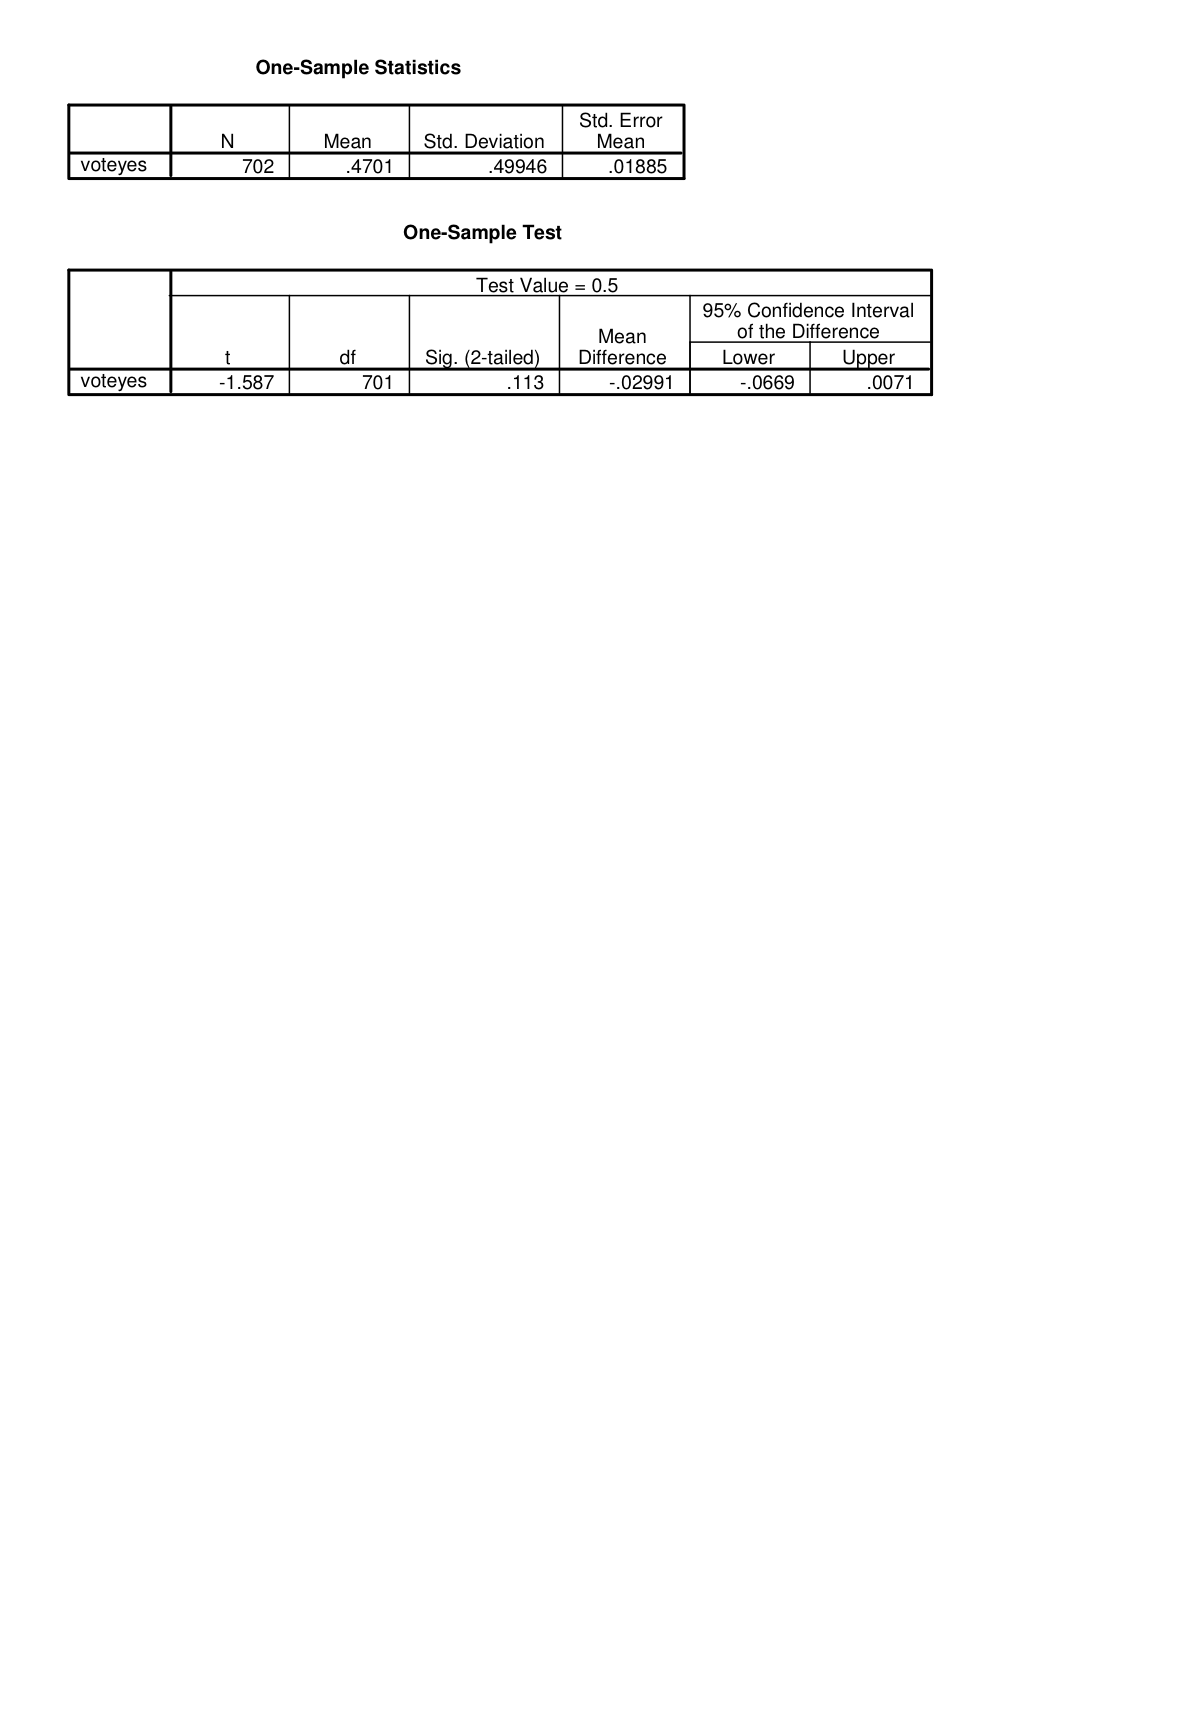 One-Sample Statistics
N Mean Std. Deviation Std. Error Mean
voteyes 702 .4701 .49946 .01885
One-Sample Test
Test Value = 0.5
t df Sig. (2-tailed) Mean Difference 95% Confidence Interval of the Difference
Lower Upper
voteyes -1.587 701 .113 -.02991 -.0669 .0071